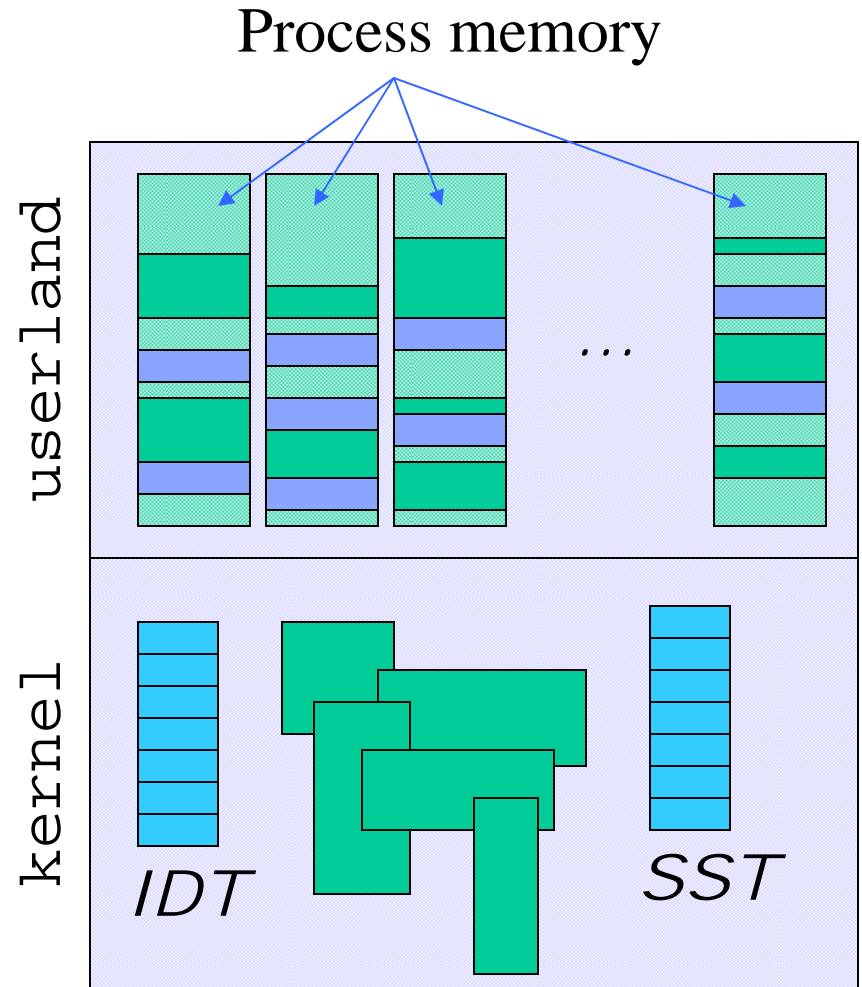 Process memory
userland
...
kernel
IDT
SST